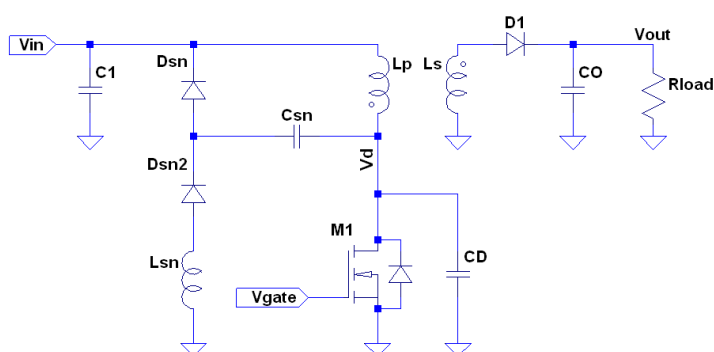 Vin
C1
Dsn
Csn
Dsn2
Lsn
Lp
Ls
D1
Vout
CO
Rload
Vd
M1
Vgate
CD